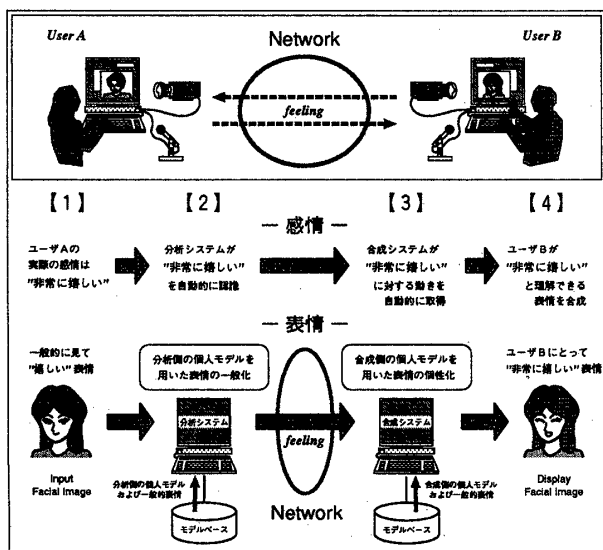 User A
Network
User B
feeling
【1】
【2】
【3】
【4】
― 感情 ―
ユーザAの
実際の感情は
"非常に嬉しい"
分析システムが
"非常に嬉しい"
を自動的に認識
合成システムが
"非常に嬉しい"
に対する動きを
自動的に取得
ユーザBが
"非常に嬉しい"
と理解できる
表情を合成
― 表情 ―
一般的に見て
"嬉しい" 表情
分析側の個人モデルを
用いた表情の一般化
合成側の個人モデルを
用いた表情の個性化
ユーザBにとって
"非常に嬉しい" 表情
分析システム
feeling
合成システム
Input
Facial Image
分析側の個人モデル
および一般的表情
合成側の個人モデル
および一般的表情
Display
Facial Image
モデルベース
Network
モデルベース